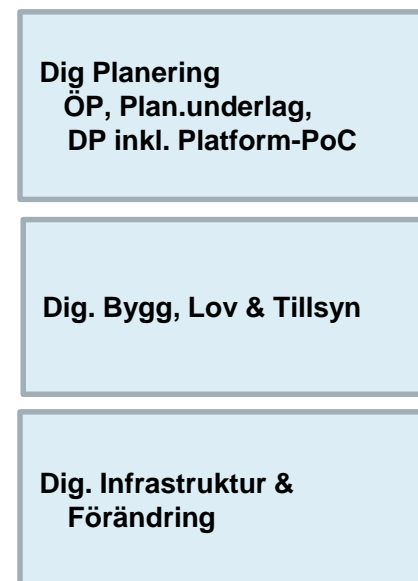 Dig Planering
ÖP, Plan.underlag,
DP inkl. Platform-PoC
Dig. Bygg, Lov & Tillsyn
Dig. Infrastruktur &
Förändring